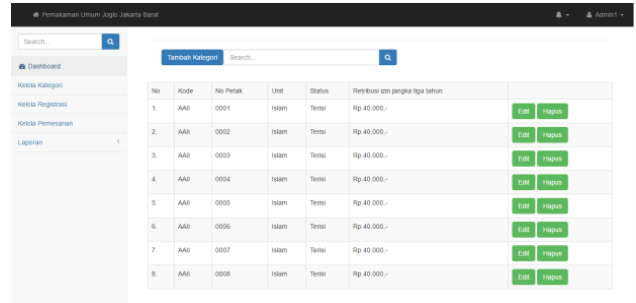 Pemakaman Umum Joglo Jakarta Barat
Admin1
Search...
Dashboard
Kelola Kategori
Kelola Registrasi
Kelola Pemesanan
Laporan
Tambah Kategori Search...
No Kode No Petak Unit Status Retribusi izin jangka tiga tahun
1. AAII 0001 Islam Terisi Rp.40.000,- Edit Hapus
2. AAII 0002 Islam Terisi Rp.40.000,- Edit Hapus
3. AAII 0003 Islam Terisi Rp.40.000,- Edit Hapus
4. AAII 0004 Islam Terisi Rp.40.000,- Edit Hapus
5. AAII 0005 Islam Terisi Rp.40.000,- Edit Hapus
6. AAII 0006 Islam Terisi Rp.40.000,- Edit Hapus
7. AAII 0007 Islam Terisi Rp.40.000,- Edit Hapus
8. AAII 0008 Islam Terisi Rp.40.000,- Edit Hapus